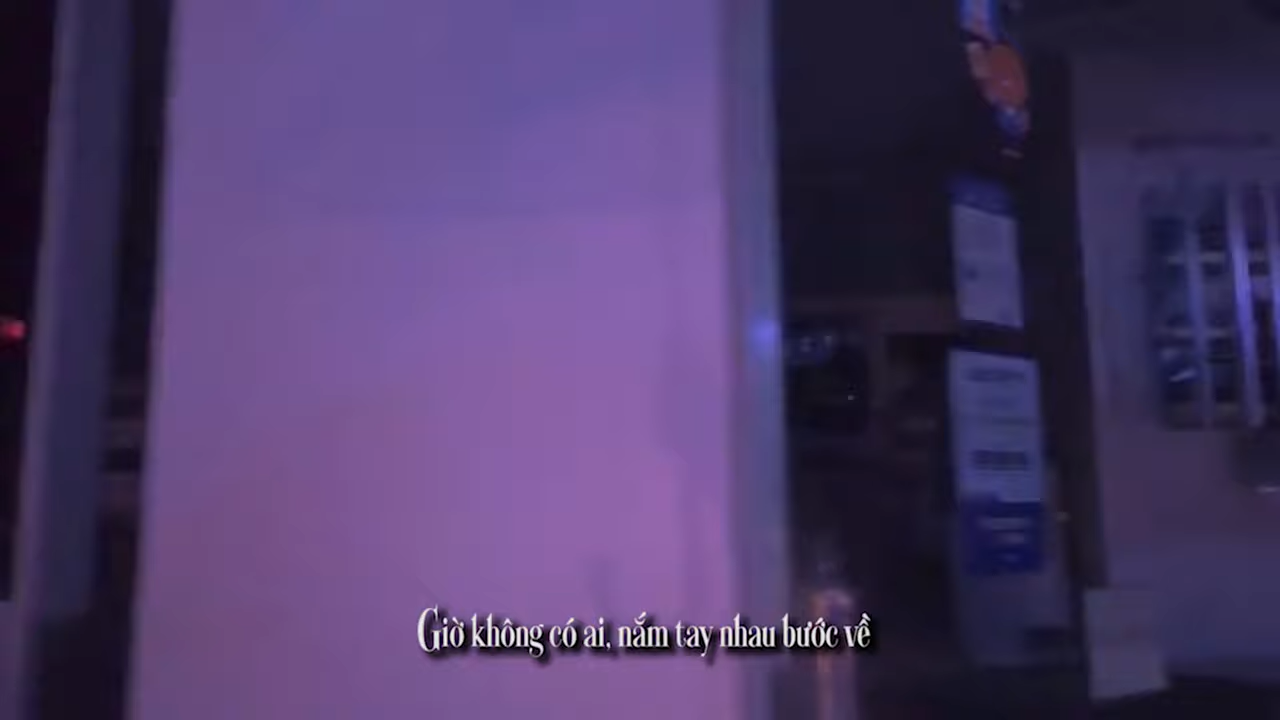 Giờ không có ai, nắm tay nhau bước về